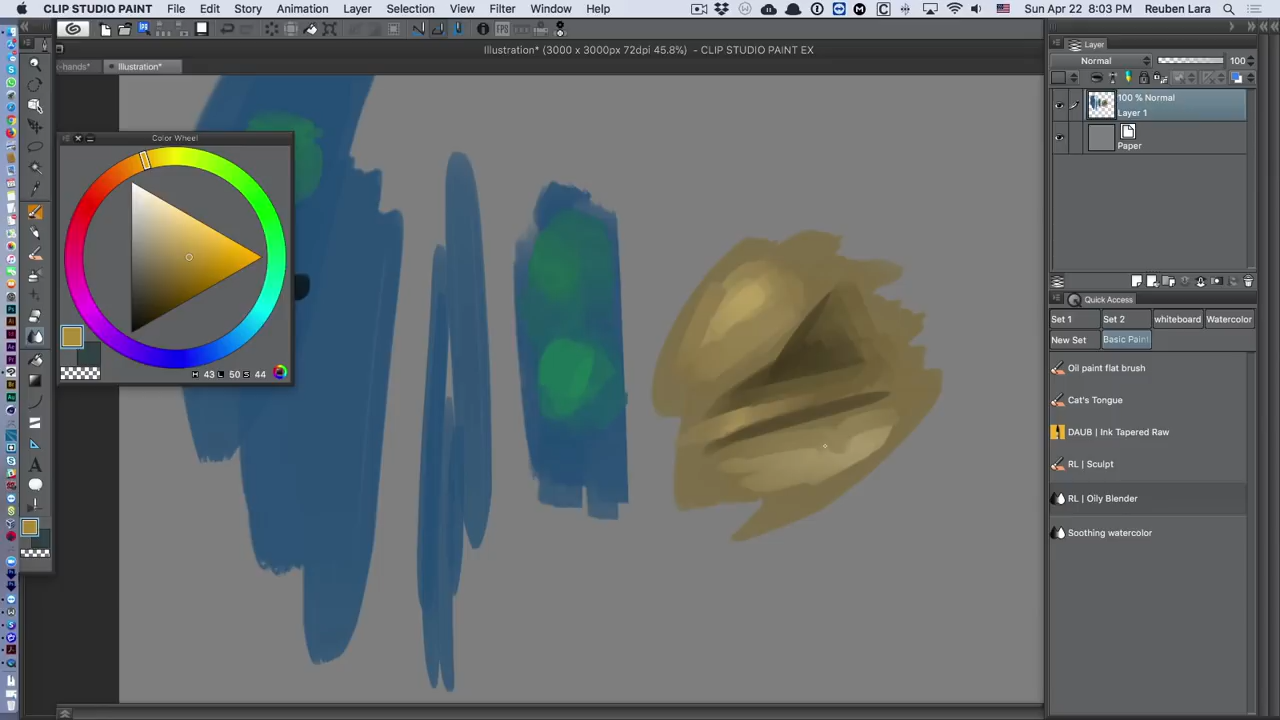 CLIP STUDIO PAINT File Edit Story Animation Layer Selection View Filter Window Help
Sun Apr 22 8:03 PM Reuben Lara
Illustration* (3000 x 3000px 72dpi 45.8%) - CLIP STUDIO PAINT EX
-hands* Illustration*
Color Wheel
H 43 L 50 S 44
Layer
Normal 100
100 % Normal
Layer 1
Paper
Quick Access
Set 1 Set 2 whiteboard Watercolor
New Set Basic Paint
Oil paint flat brush
Cat's Tongue
DAUB | Ink Tapered Raw
RL | Sculpt
RL | Oily Blender
Soothing watercolor